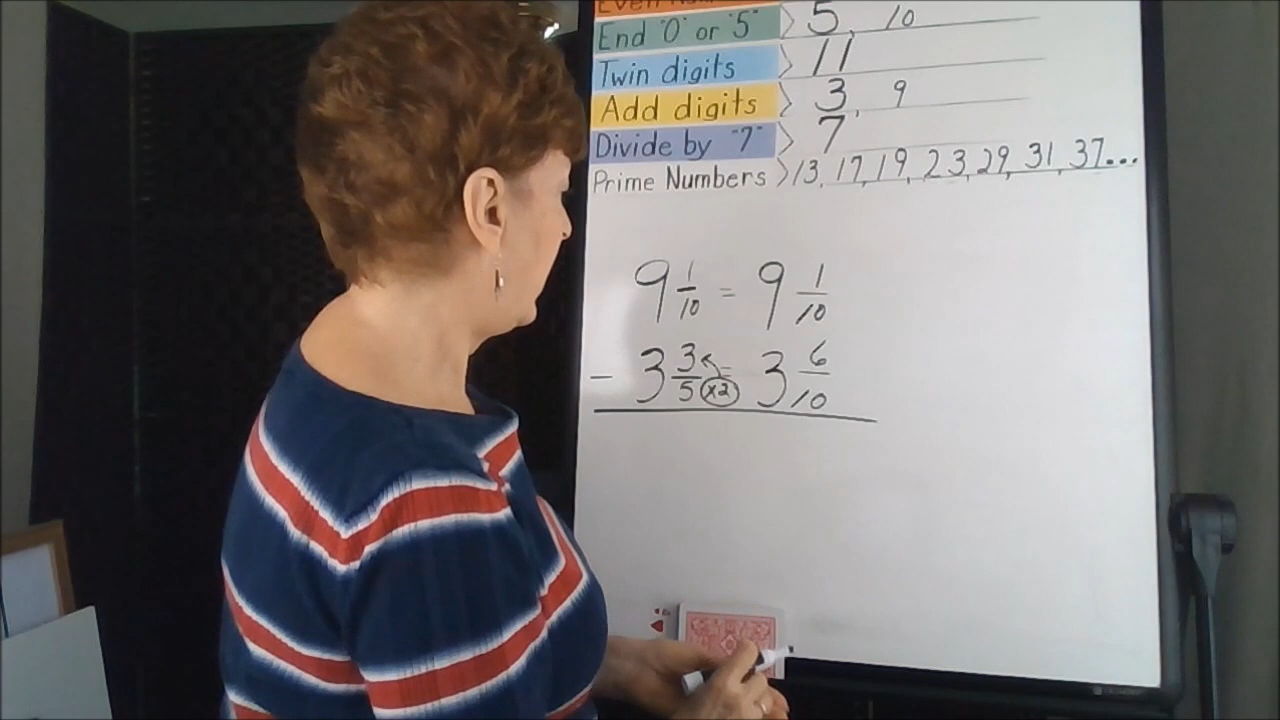 End "0" or "5" > 5, 10
Twin digits > 11
Add digits > 3, 9
Divide by "7" > 7
Prime Numbers > 13, 17, 19, 23, 29, 31, 37...
9 1/10 = 9 1/10
- 3 3/5 ×2 = 3 6/10